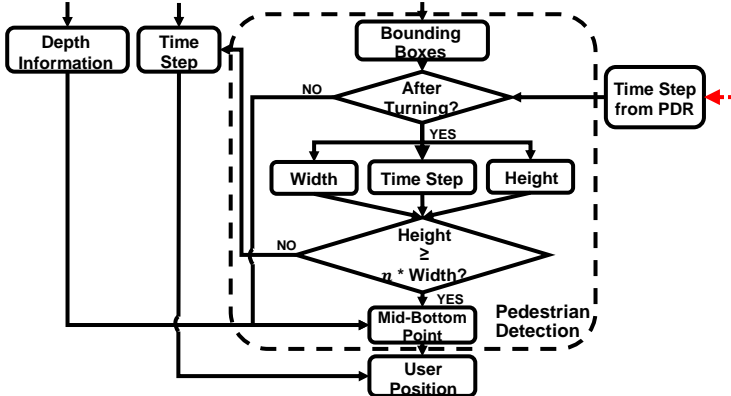 Depth
Information
Time
Step
Bounding
Boxes
NO
After
Turning?
Time Step
from PDR
YES
Width
Time Step
Height
NO
Height
≥
n * Width?
YES
Mid-Bottom
Point
Pedestrian
Detection
User
Position